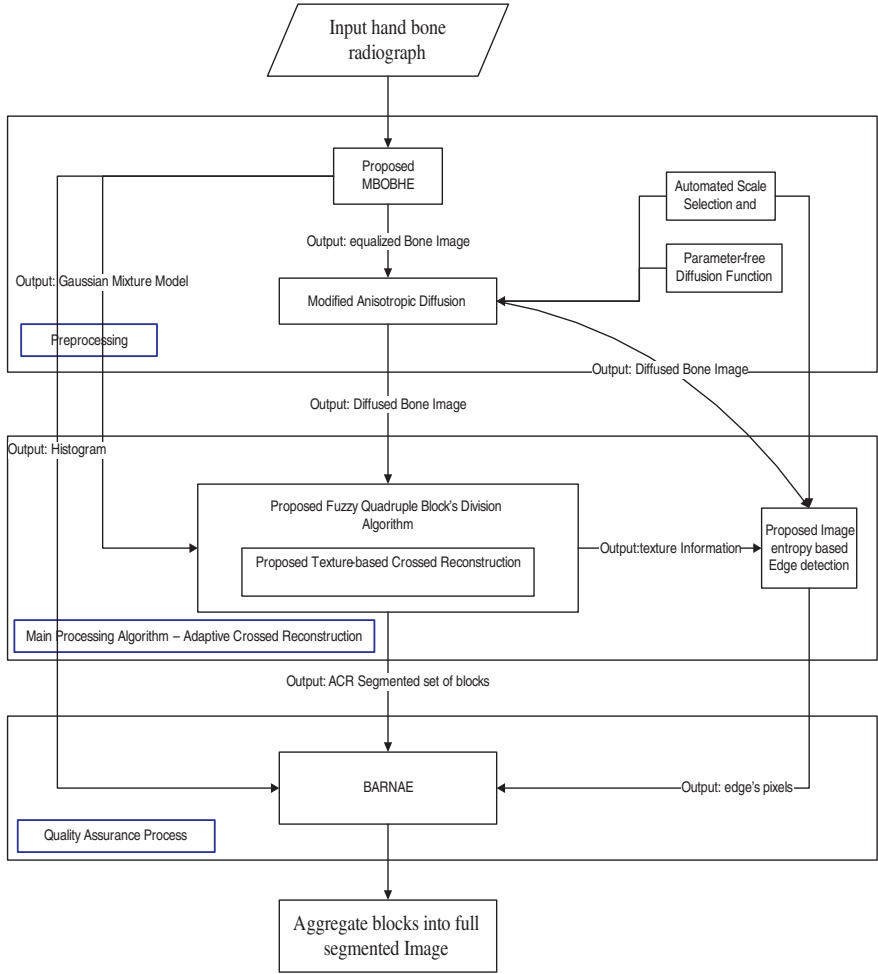 Input hand bone
radiograph
Proposed
MBOBHE
Automated Scale
Selection and
Output: equalized Bone Image
Parameter-free
Diffusion Function
Output: Gaussian Mixture Model
Modified Anisotropic Diffusion
Preprocessing
Output: Diffused Bone Image
Output: Diffused Bone Image
Output: Histogram
Proposed Fuzzy Quadruple Block's Division
Algorithm
Proposed Texture-based Crossed Reconstruction
Output:texture Information
Proposed Image
entropy based
Edge detection
Main Processing Algorithm – Adaptive Crossed Reconstruction
Output: ACR Segmented set of blocks
BARNAE
Output: edge's pixels
Quality Assurance Process
Aggregate blocks into full
segmented Image